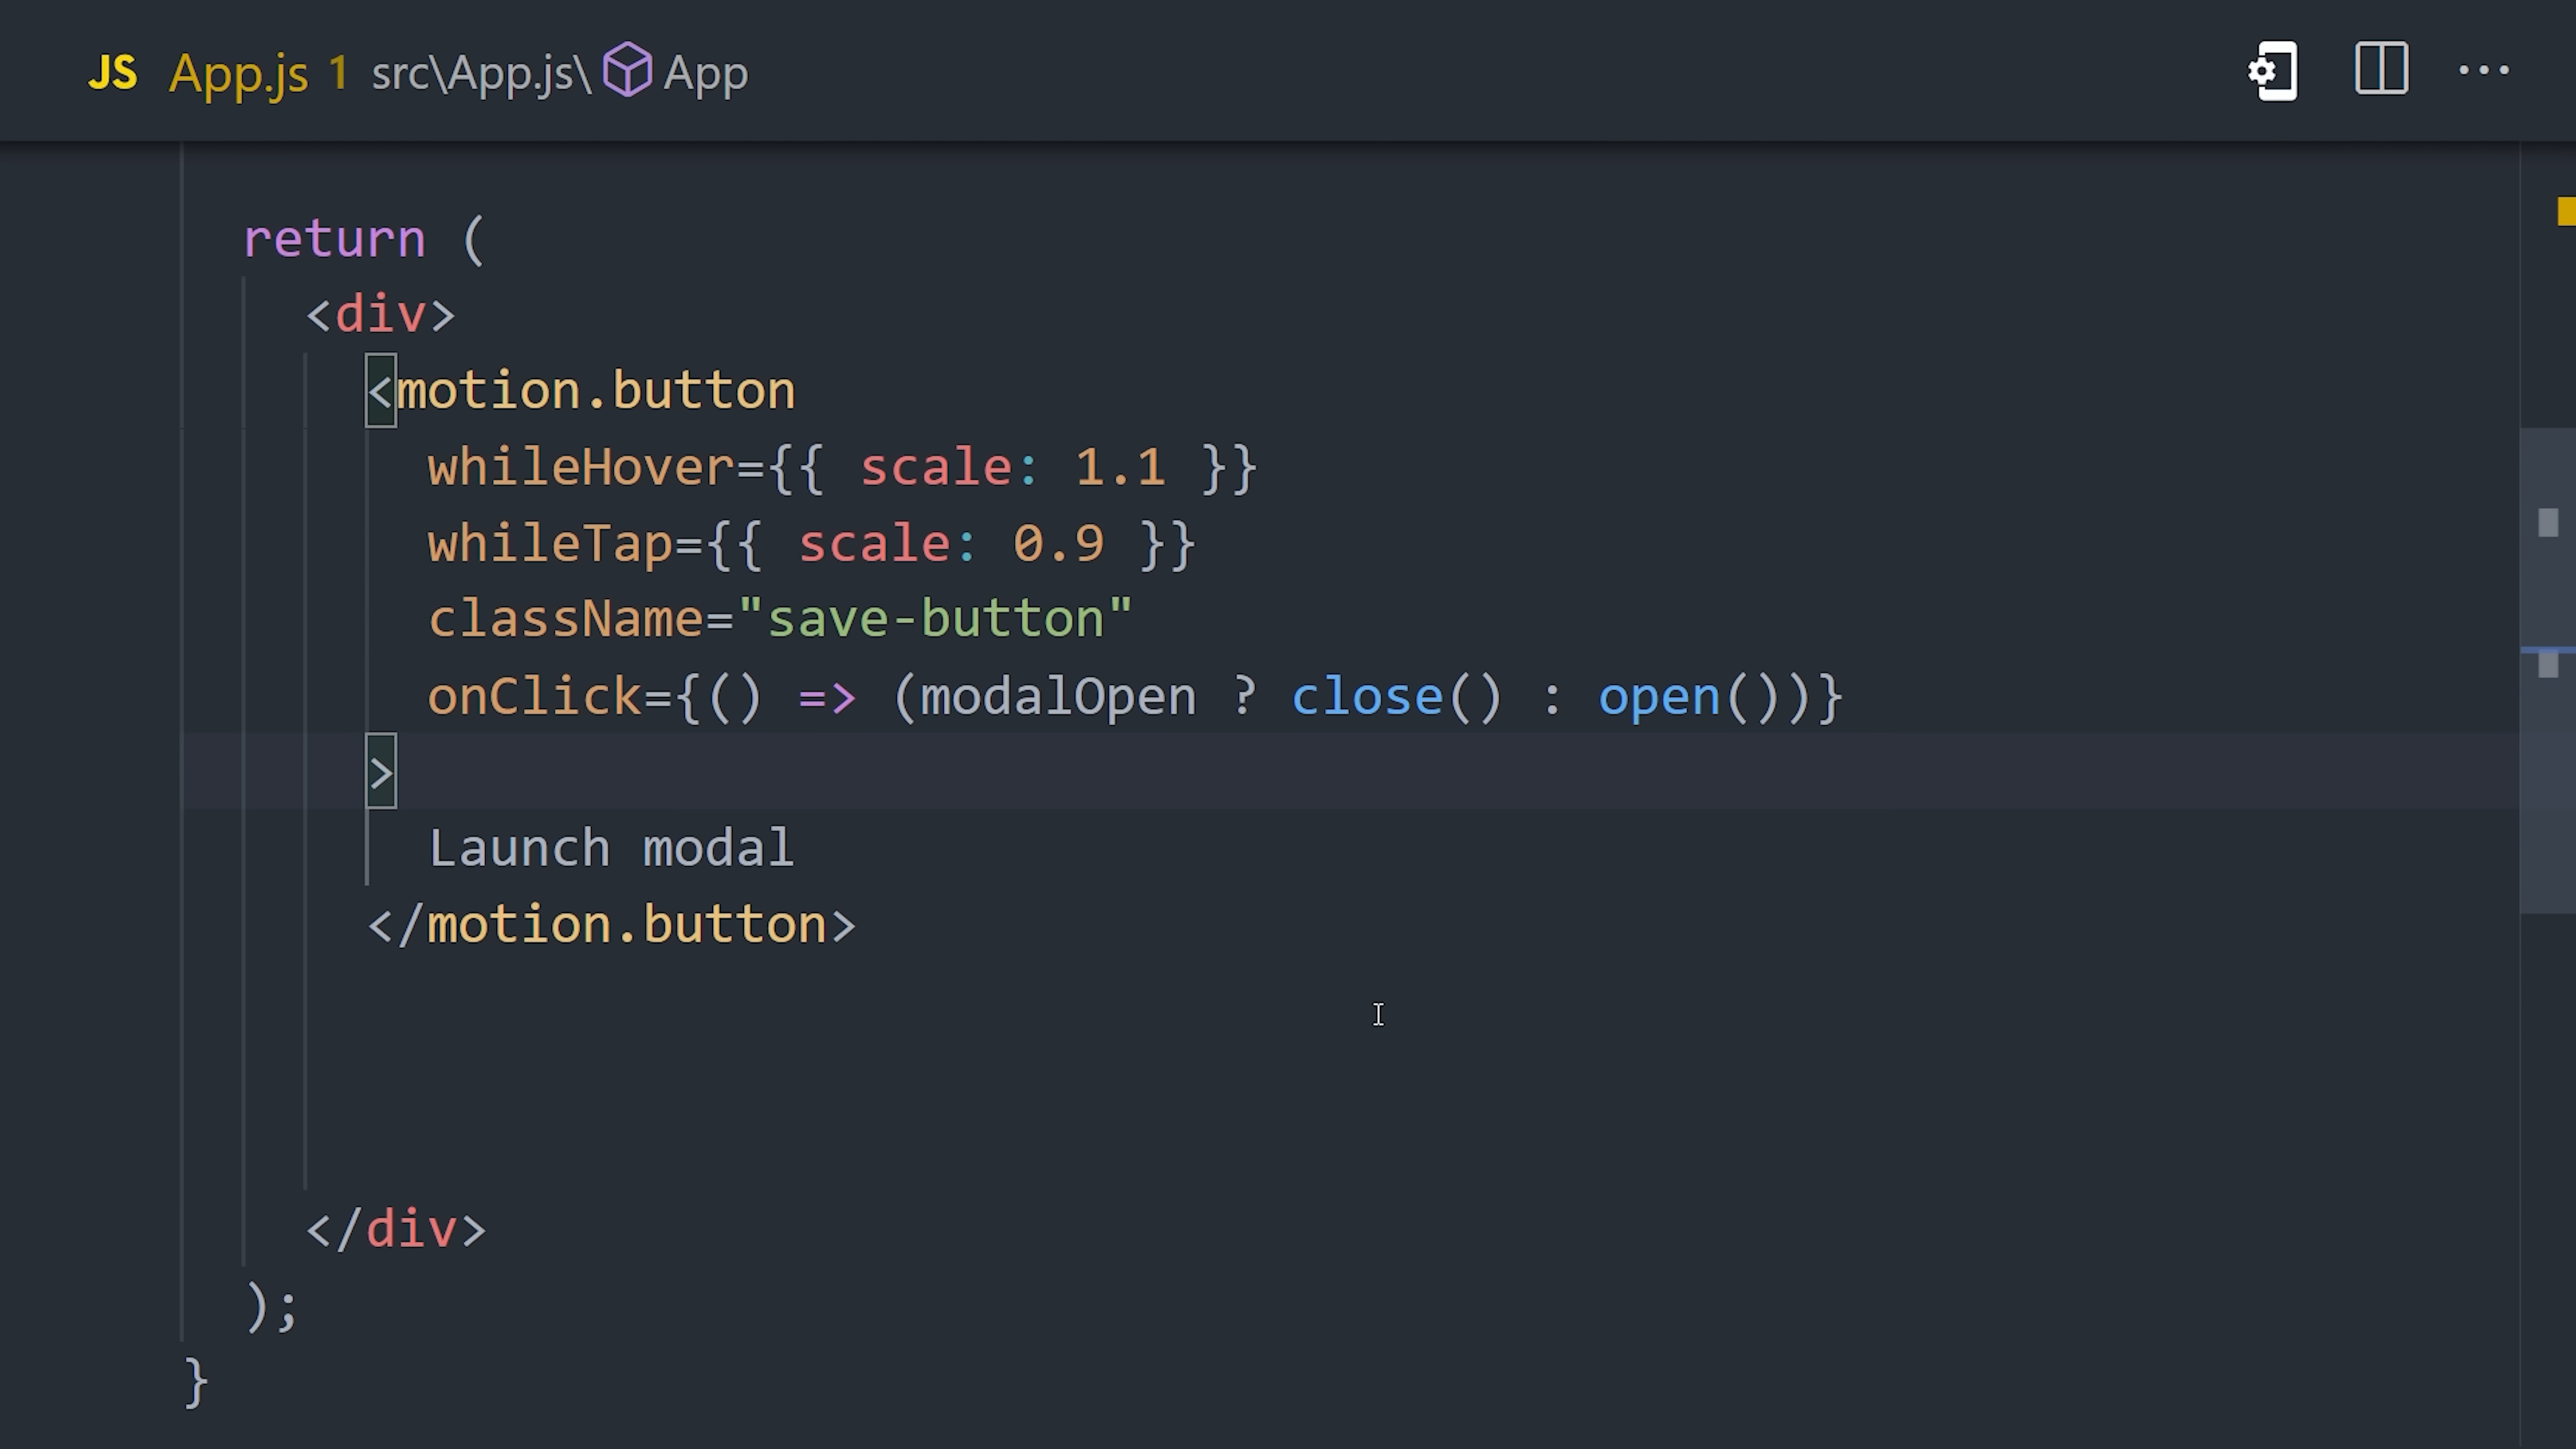 JS App.js 1 src\App.js\ App
return (
<div>
<motion.button
whileHover={{ scale: 1.1 }}
whileTap={{ scale: 0.9 }}
className="save-button"
onClick={() => (modalOpen ? close() : open())}
>
Launch modal
</motion.button>
</div>
);
}